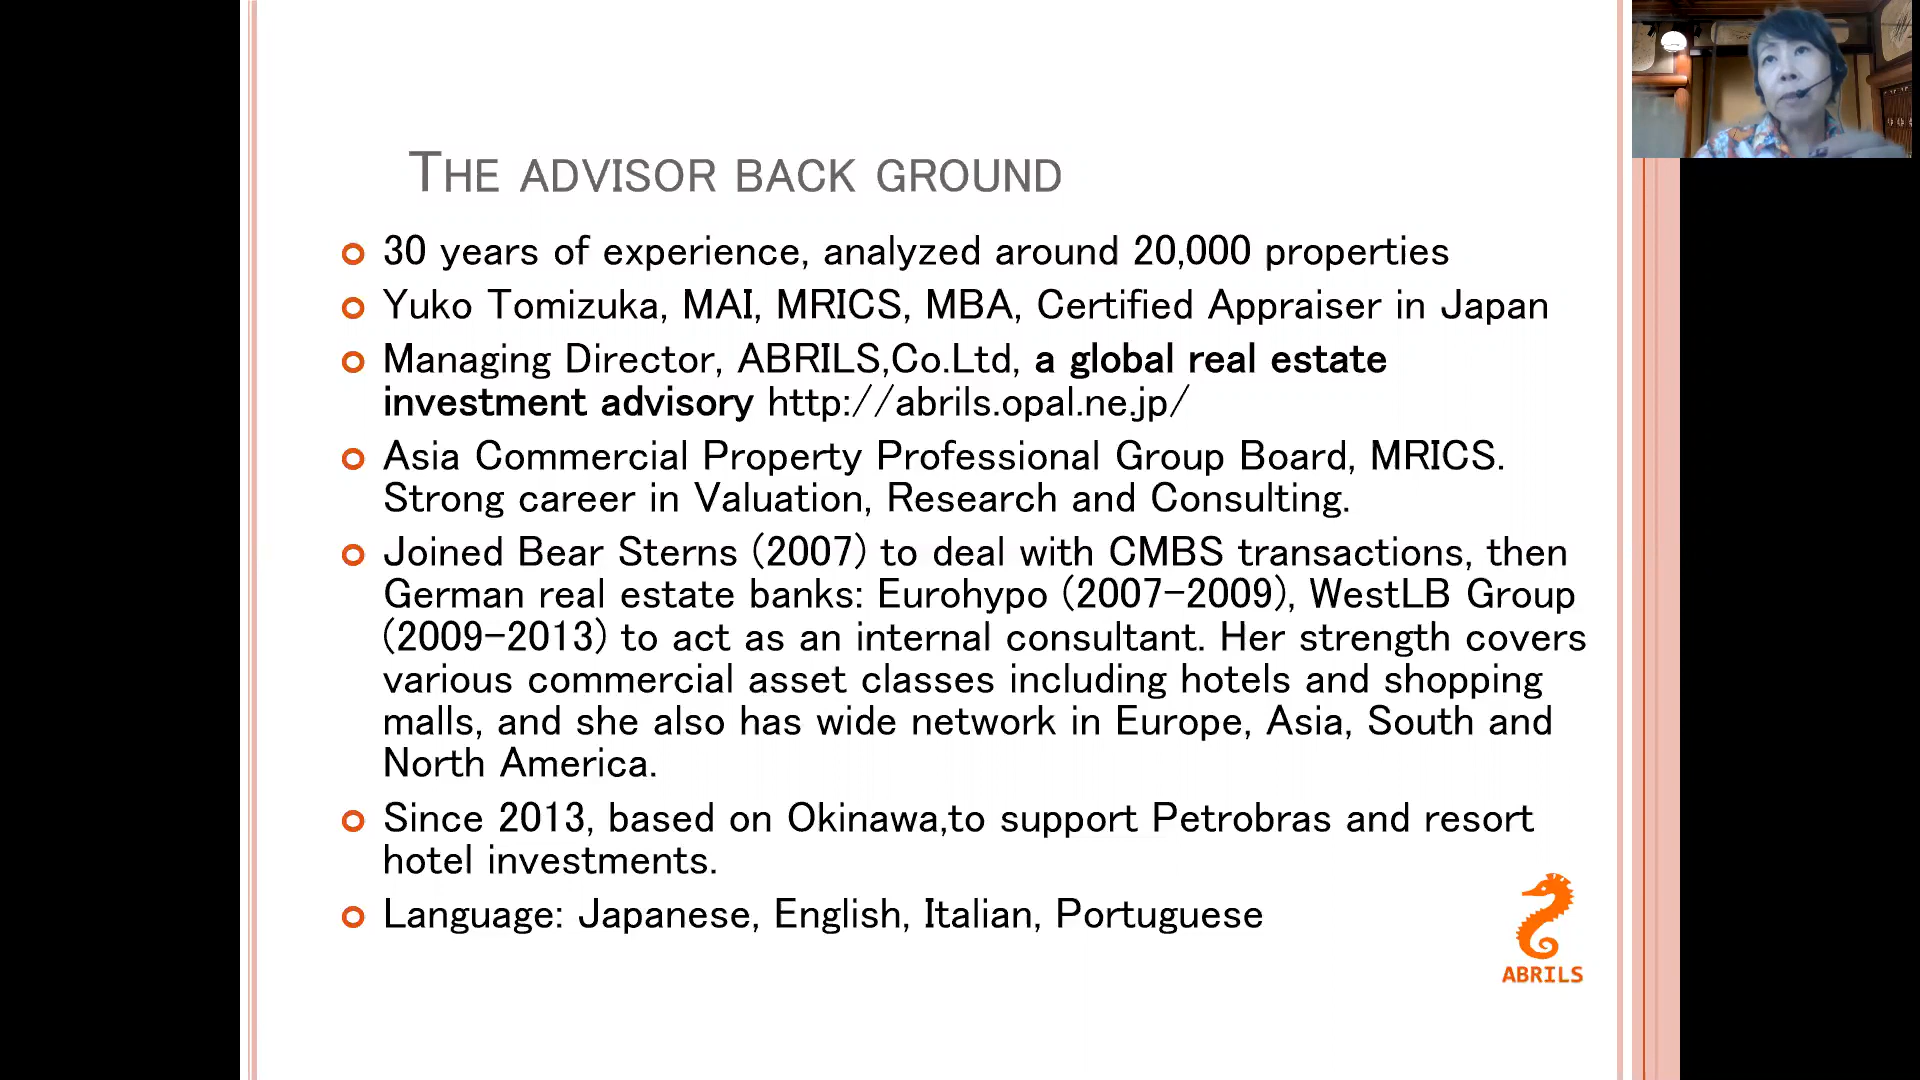 THE ADVISOR BACK GROUND
30 years of experience, analyzed around 20,000 properties
Yuko Tomizuka, MAI, MRICS, MBA, Certified Appraiser in Japan
Managing Director, ABRILS,Co.Ltd, a global real estate
investment advisory http://abrils.opal.ne.jp/
Asia Commercial Property Professional Group Board, MRICS.
Strong career in Valuation, Research and Consulting.
Joined Bear Sterns (2007) to deal with CMBS transactions, then
German real estate banks: Eurohypo (2007-2009), WestLB Group
(2009-2013) to act as an internal consultant. Her strength covers
various commercial asset classes including hotels and shopping
malls, and she also has wide network in Europe, Asia, South and
North America.
Since 2013, based on Okinawa,to support Petrobras and resort
hotel investments.
Language: Japanese, English, Italian, Portuguese
ABRILS